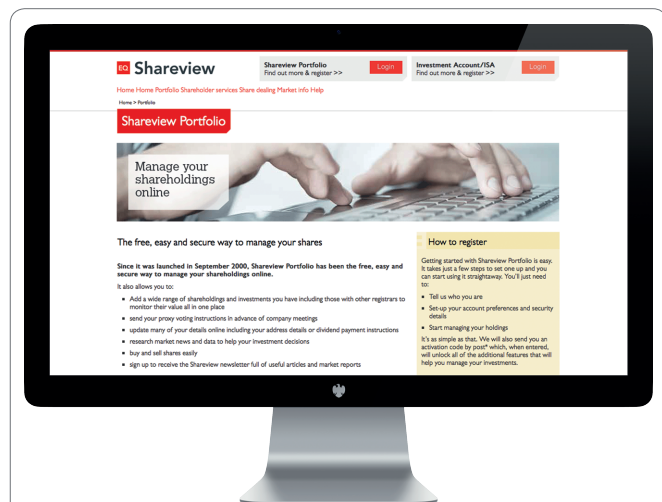 EQ Shareview
Shareview Portfolio
Find out more & register >>
Login
Investment Account/ISA
Find out more & register >>
Login
Home Home Portfolio Shareholder services Share dealing Market info Help
Home > Portfolio
Shareview Portfolio
Manage your
shareholdings
online
The free, easy and secure way to manage your shares
Since it was launched in September 2000, Shareview Portfolio has been the free, easy and
secure way to manage your shareholdings online.
It also allows you to:
Add a wide range of shareholdings and investments you have including those with other registrars to
monitor their value all in one place
send your proxy voting instructions in advance of company meetings
update many of your details online including your address details or dividend payment instructions
research market news and data to help your investment decisions
buy and sell shares easily
sign up to receive the Shareview newsletter full of useful articles and market reports
How to register
Getting started with Shareview Portfolio is easy.
It takes just a few steps to set one up and you
can start using it straightaway. You'll just need
to:
Tell us who you are
Set-up your account preferences and security
details
Start managing your holdings
It's as simple as that. We will also send you an
activation code by post* which, when entered,
will unlock all of the additional features that will
help you manage your investments.